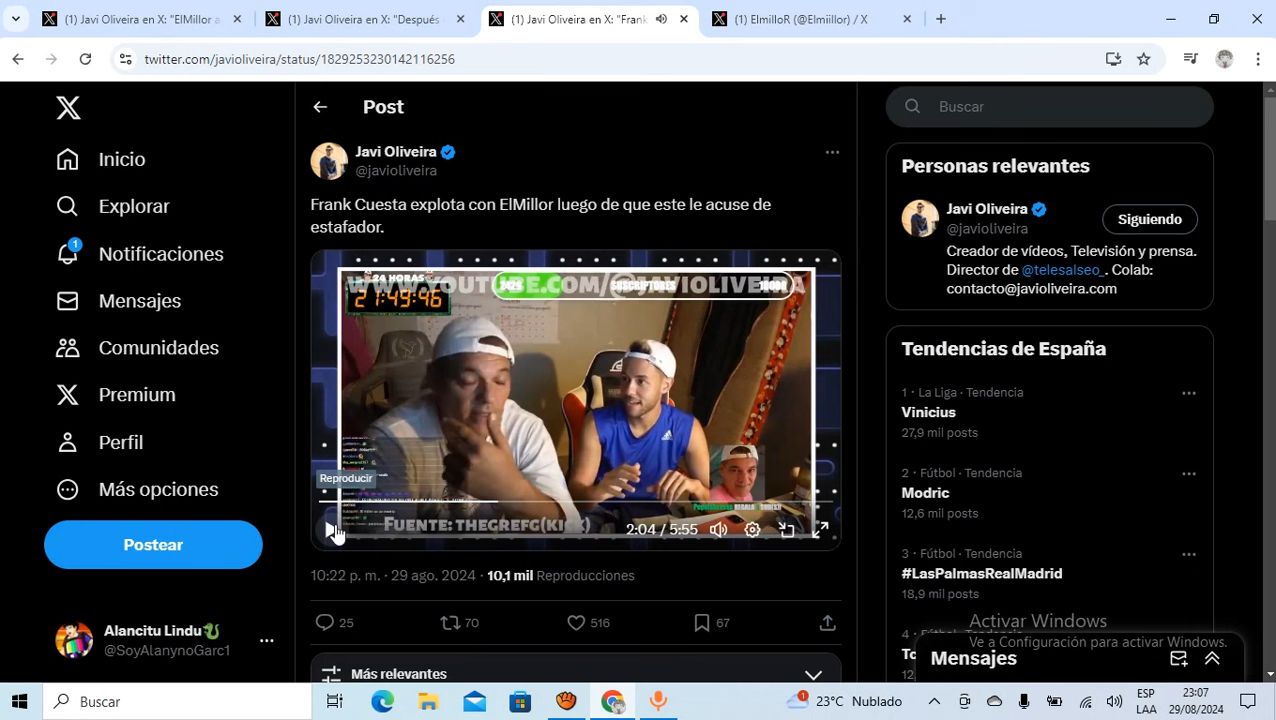 (1) Javi Oliveira en X: "ElMillor a
(1) Javi Oliveira en X: "Después
(1) Javi Oliveira en X: "Frank
(1) ElmilloR (@Elmiillor) / X
twitter.com/javioliveira/status/1829253230142116256
Post
Buscar
Inicio
Explorar
1
Notificaciones
Mensajes
Comunidades
Premium
Perfil
Más opciones
Postear
Alancitu Lindu
@SoyAlanynoGarc1
Javi Oliveira
@javioliveira
Frank Cuesta explota con ElMillor luego de que este le acuse de
estafador.
24 HORAS
WWW.YOUTUBE.COM/@JAVIOLIVEIRA
SUSCRIPTORES
21:49:46
Reproducir
Fuente: THEGREFG(KICK)
2:04 / 5:55
10:22 p. m. · 29 ago. 2024 · 10,1 mil Reproducciones
25
70
516
67
Más relevantes
Personas relevantes
Javi Oliveira
@javioliveira
Siguiendo
Creador de vídeos, Televisión y prensa.
Director de @telesalseo_. Colab:
contacto@javioliveira.com
Tendencias de España
1 · La Liga · Tendencia
Vinicius
27,9 mil posts
2 · Fútbol · Tendencia
Modric
12,6 mil posts
3 · Fútbol · Tendencia
#LasPalmasRealMadrid
18,9 mil posts
Activar Windows
Ve a Configuración para activar Windows.
Mensajes
Buscar
1
23°C Nublado
ESP
LAA
23:07
29/08/2024